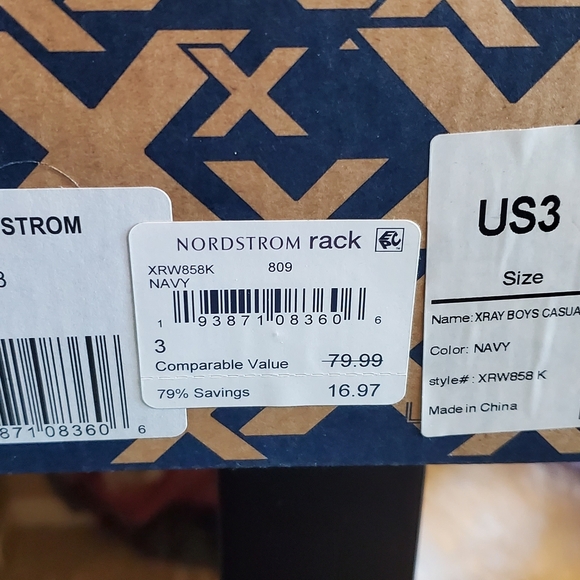 STROM
3
871 08360 6
NORDSTROM rack
XRW858K 809
NAVY
1 93871 08360 6
3
Comparable Value 79.99
79% Savings 16.97
US3
Size
Name: XRAY BOYS CASUA
Color: NAVY
style#: XRW858 K
Made in China